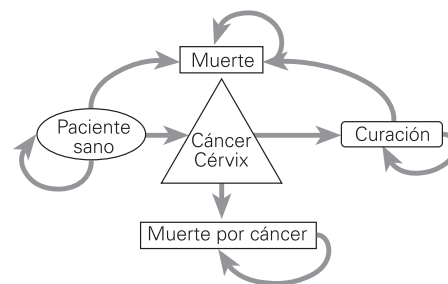 Muerte
Paciente
sano
Cáncer
Cérvix
Curación
Muerte por cáncer